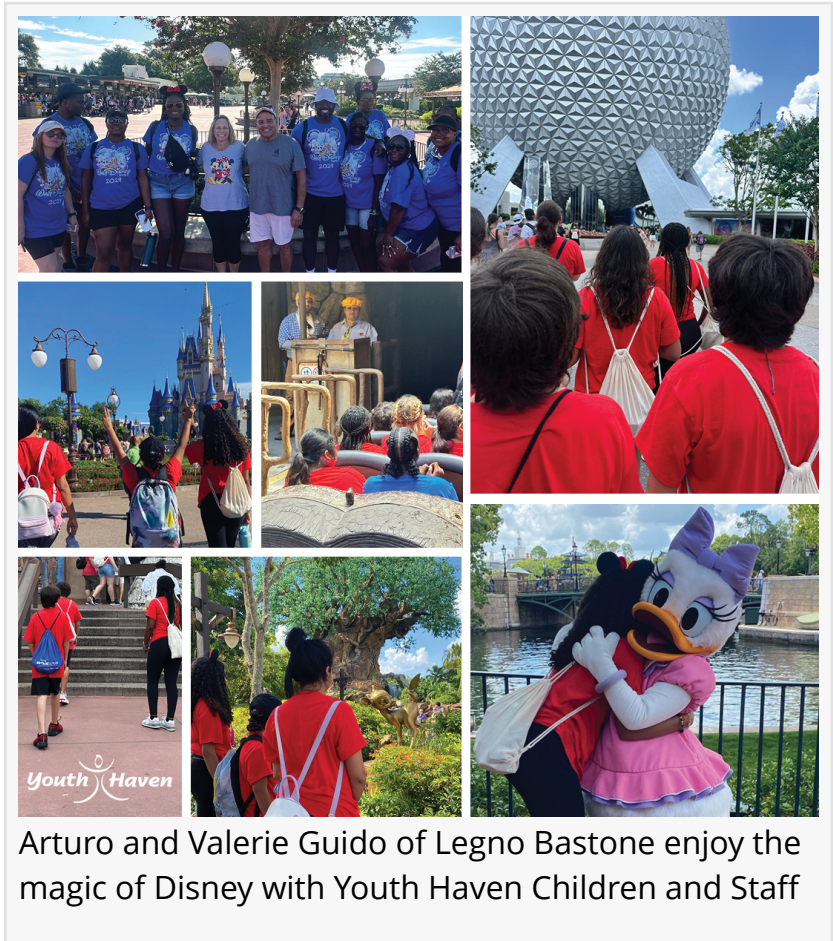 2024
Youth Haven
Arturo and Valerie Guido of Legno Bastone enjoy the
magic of Disney with Youth Haven Children and Staff